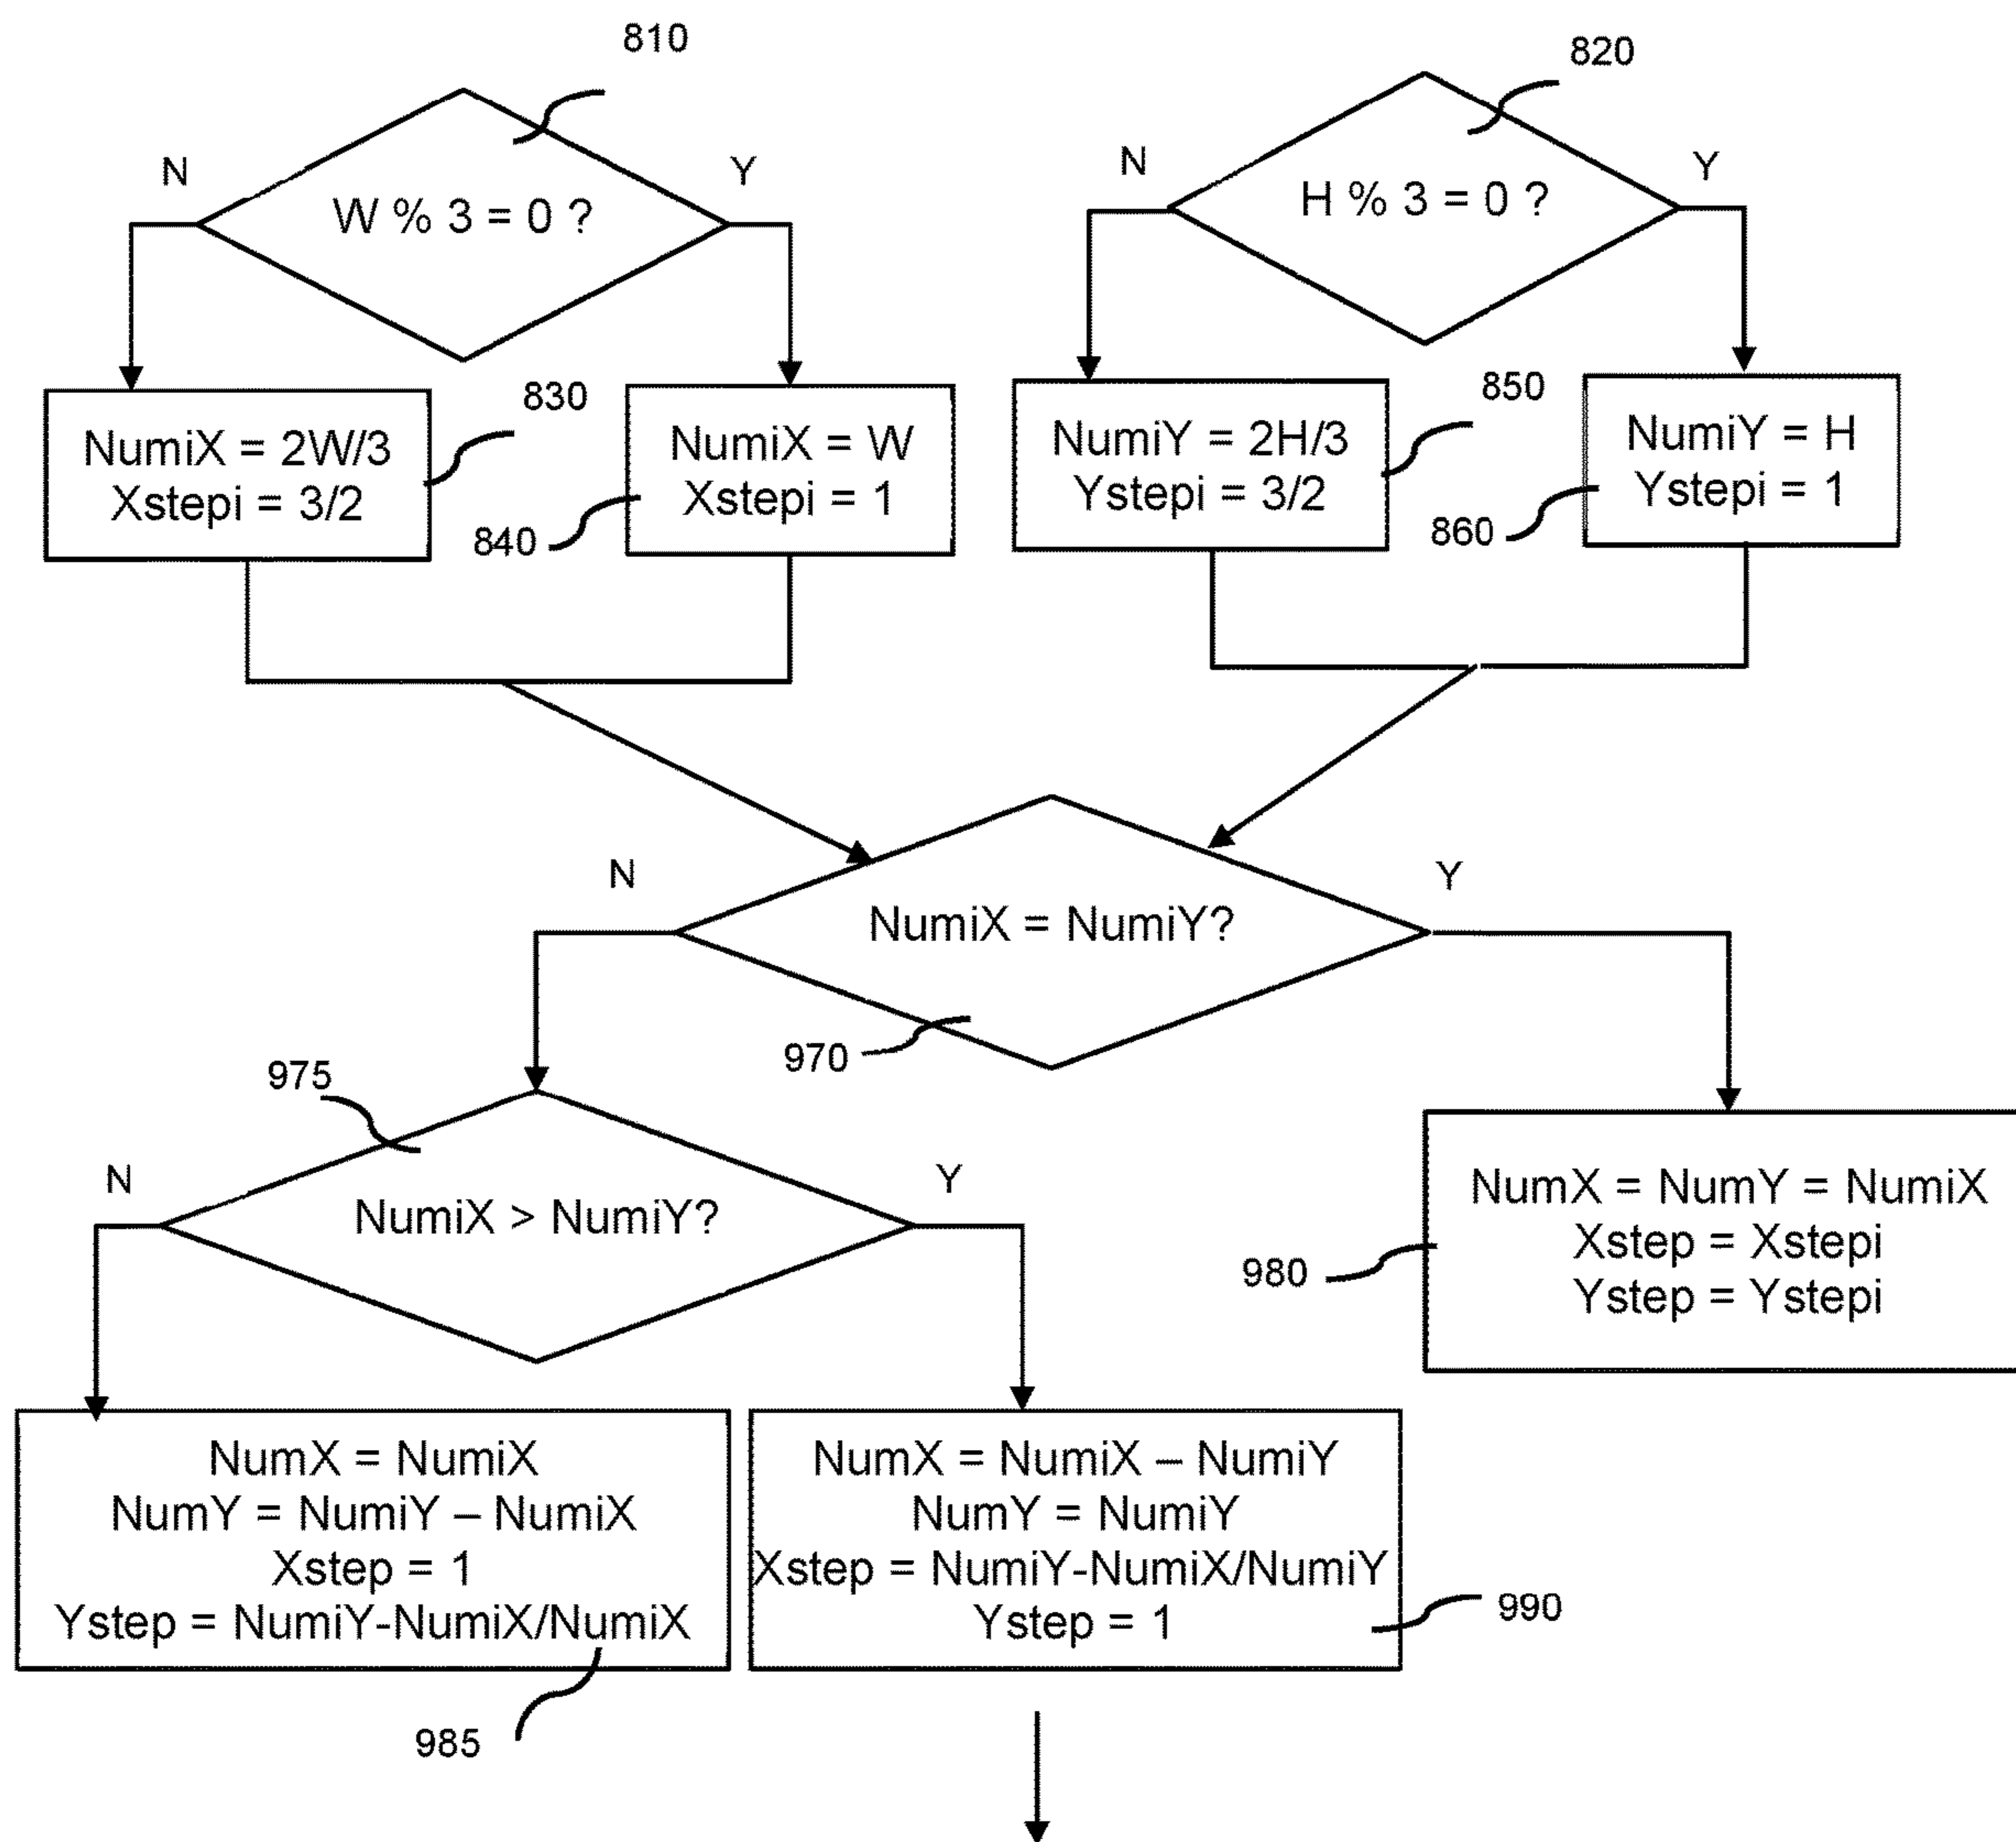 810
820
N
Y
W % 3 = 0 ?
N
Y
H % 3 = 0 ?
NumiX = 2W/3
Xstepi = 3/2
830
NumiX = W
Xstepi = 1
840
NumiY = 2H/3
Ystepi = 3/2
850
NumiY = H
Ystepi = 1
860
N
Y
NumiX = NumiY?
970
975
N
Y
NumiX > NumiY?
NumX = NumY = NumiX
Xstep = Xstepi
Ystep = Ystepi
980
NumX = NumiX
NumY = NumiY – NumiX
Xstep = 1
Ystep = NumiY-NumiX/NumiX
985
NumX = NumiX – NumiY
NumY = NumiY
Xstep = NumiY-NumiX/NumiY
Ystep = 1
990